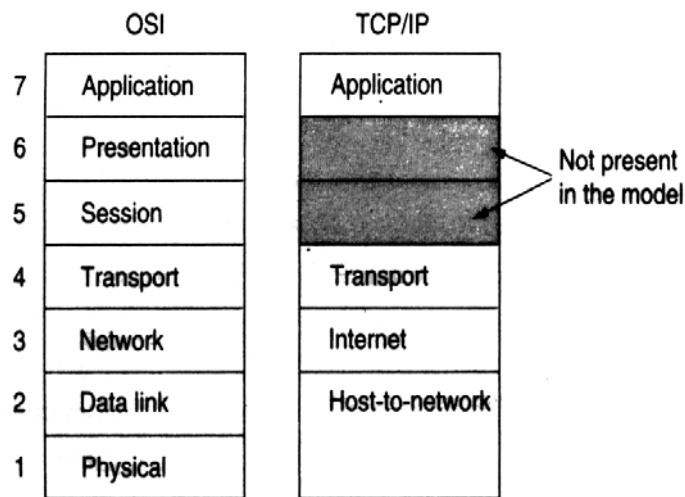 OSI
TCP/IP
7
Application
Application
6
Presentation
5
Session
Not present
in the model
4
Transport
Transport
3
Network
Internet
2
Data link
Host-to-network
1
Physical